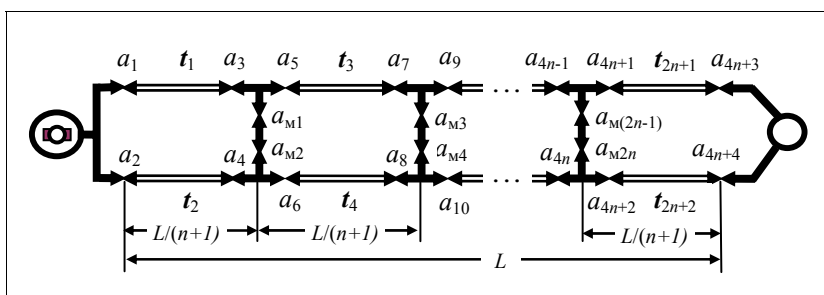 a1 t1 a3 a5 t3 a7 a9 a4n-1 a4n+1 t2n+1 a4n+3
aм1 aм3 aм(2n-1)
... ...
a2 aм2 a4 a8 aм4 a4n aм2n a4n+4
t2 a6 t4 a10 a4n+2 t2n+2
L/(n+1) L/(n+1) L/(n+1)
L